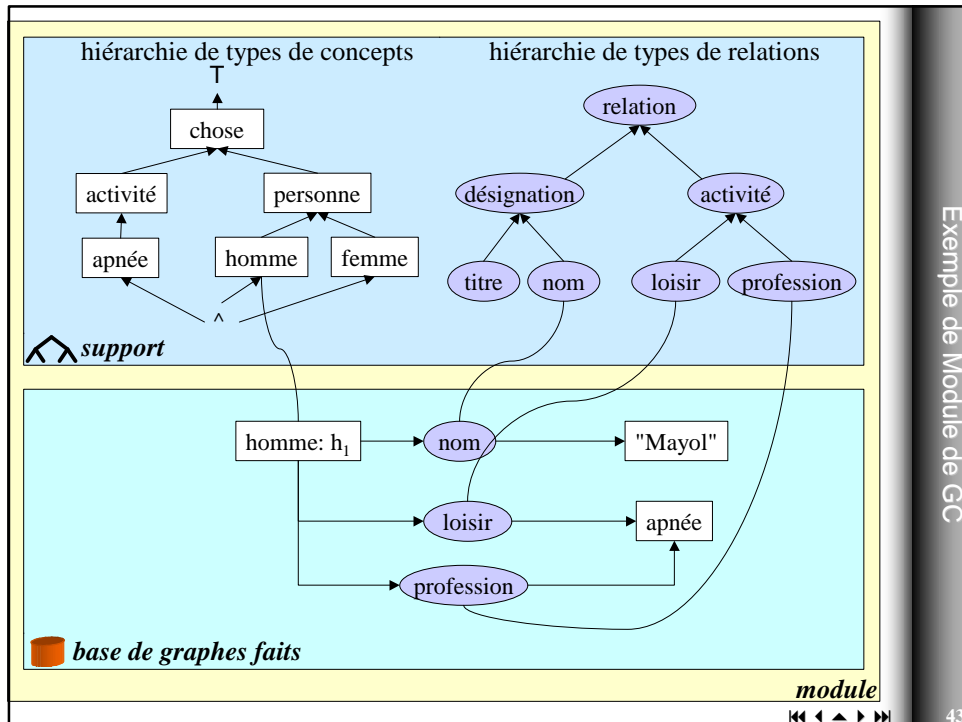 hiérarchie de types de concepts
hiérarchie de types de relations
T
chose
relation
activité
personne
désignation
activité
apnée
homme
femme
titre
nom
loisir
profession
^
support
homme: h1
nom
"Mayol"
loisir
apnée
profession
base de graphes faits
module
Exemple de Module de GC